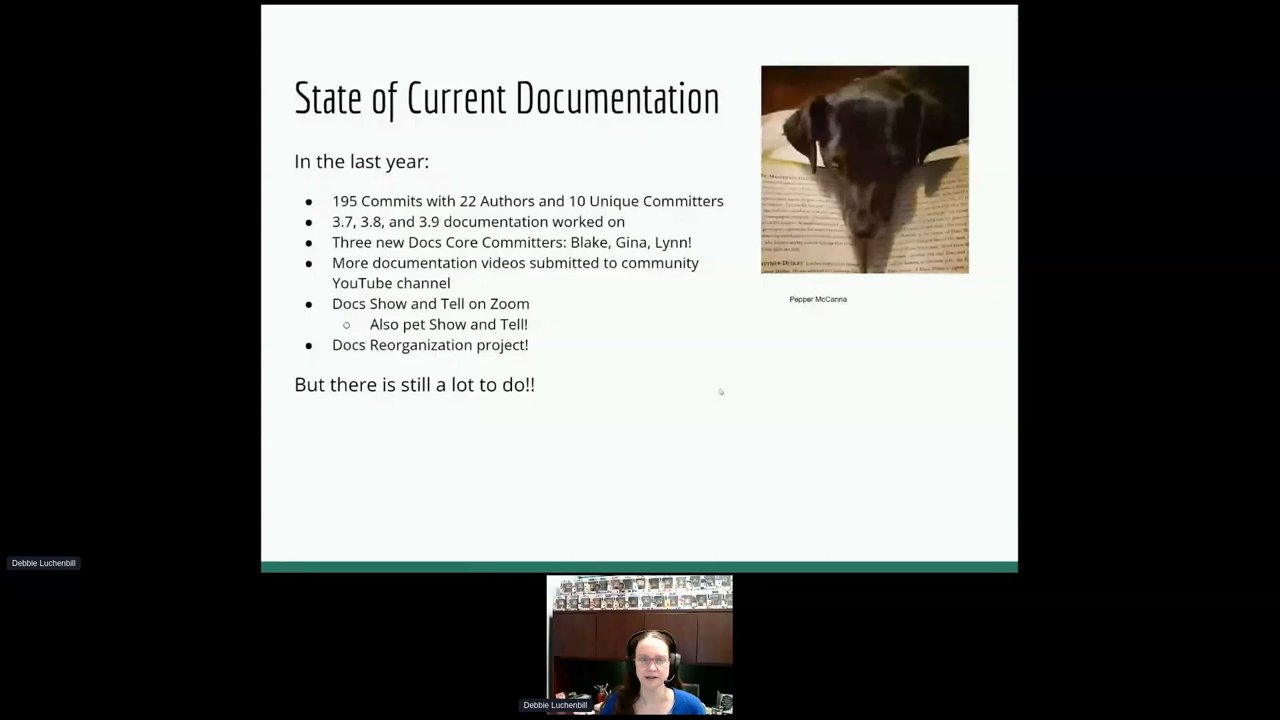 State of Current Documentation
In the last year:
● 195 Commits with 22 Authors and 10 Unique Committers
● 3.7, 3.8, and 3.9 documentation worked on
● Three new Docs Core Committers: Blake, Gina, Lynn!
● More documentation videos submitted to community
YouTube channel
● Docs Show and Tell on Zoom
○ Also pet Show and Tell!
● Docs Reorganization project!
But there is still a lot to do!!
Pepper McCanna
Debbie Luchenbill
Debbie Luchenbill